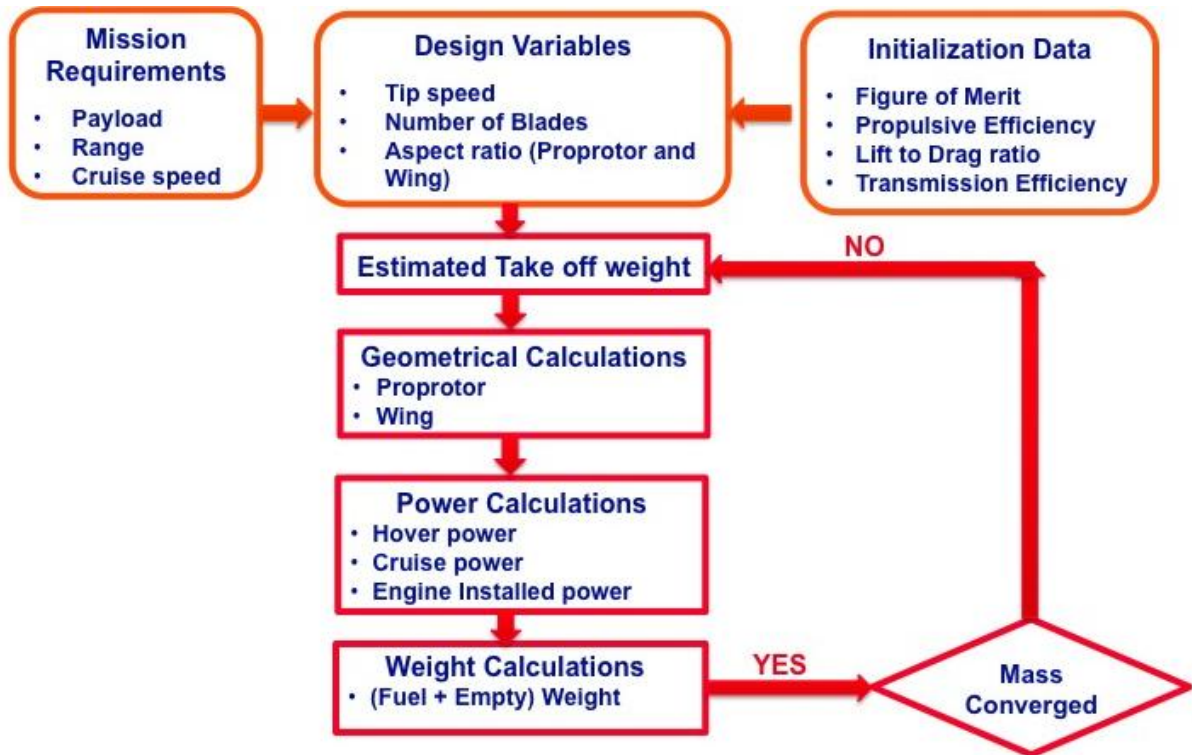 Mission
Requirements
• Payload
• Range
• Cruise speed
Design Variables
• Tip speed
• Number of Blades
• Aspect ratio (Proprotor and
Wing)
Initialization Data
• Figure of Merit
• Propulsive Efficiency
• Lift to Drag ratio
• Transmission Efficiency
Estimated Take off weight
NO
Geometrical Calculations
• Proprotor
• Wing
Power Calculations
• Hover power
• Cruise power
• Engine Installed power
Weight Calculations
• (Fuel + Empty) Weight
YES
Mass
Converged